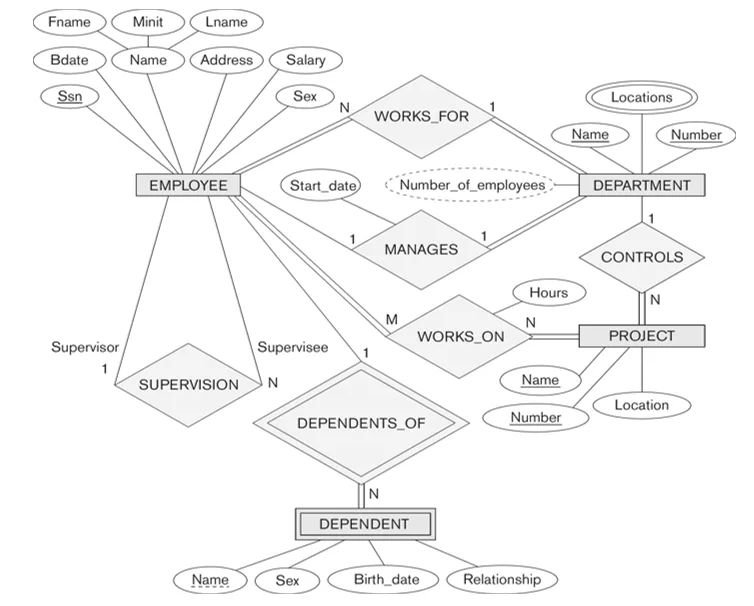 Fname
Minit
Lname
Bdate
Name
Address
Salary
Ssn
Sex
Locations
N
WORKS_FOR
1
Name
Number
EMPLOYEE
Start_date
Number_of_employees
DEPARTMENT
1
1
1
MANAGES
CONTROLS
Hours
N
M
N
WORKS_ON
PROJECT
Supervisor
Supervisee
1
1
SUPERVISION
N
Name
Number
Location
DEPENDENTS_OF
N
DEPENDENT
Name
Sex
Birth_date
Relationship